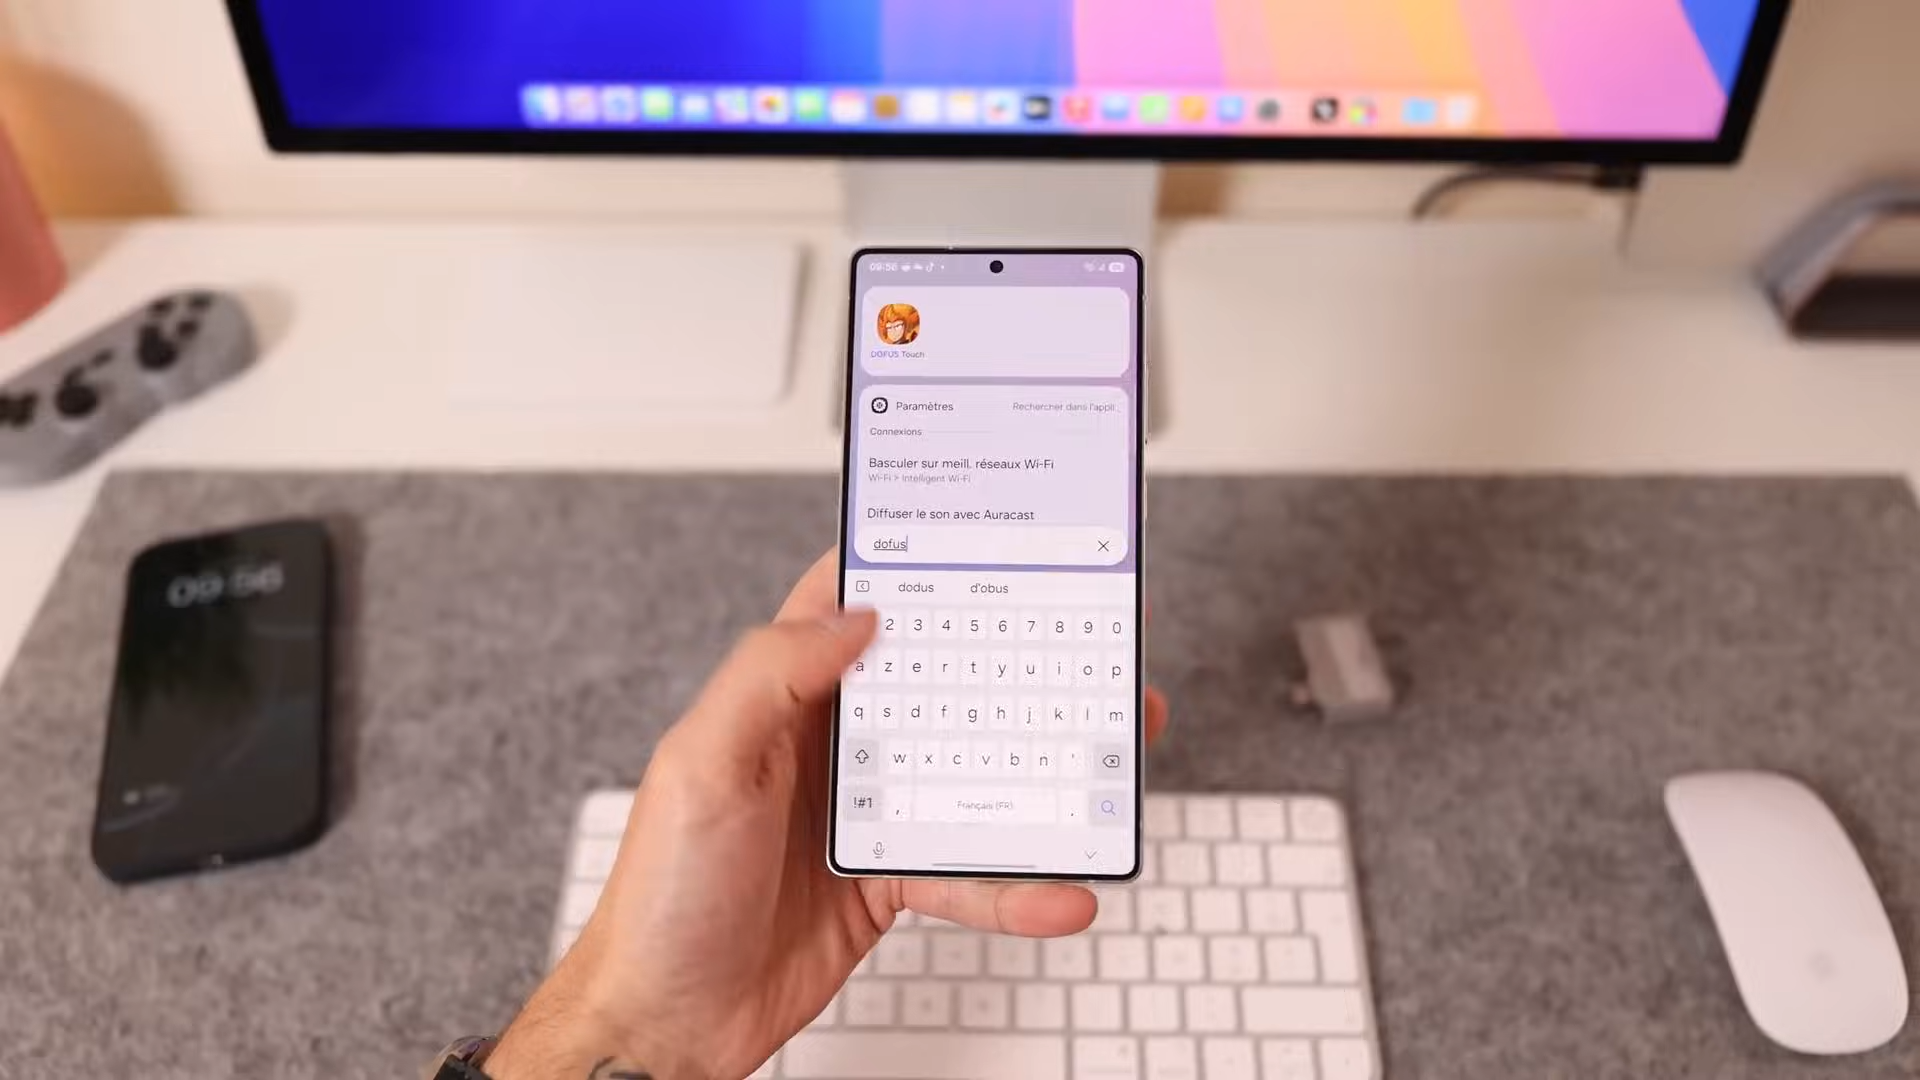 09:56
DOFUS Touch
Paramètres Rechercher dans l'appli...
Connexions
Basculer sur meill. réseaux Wi-Fi
Wi-Fi > Intelligent Wi-Fi
Diffuser le son avec Auracast
dofus
dodus d'obus
2 3 4 5 6 7 8 9 0
a z e r t y u i o p
q s d f g h j k l m
w x c v b n '
!#1 , Français (FR) .
09:56